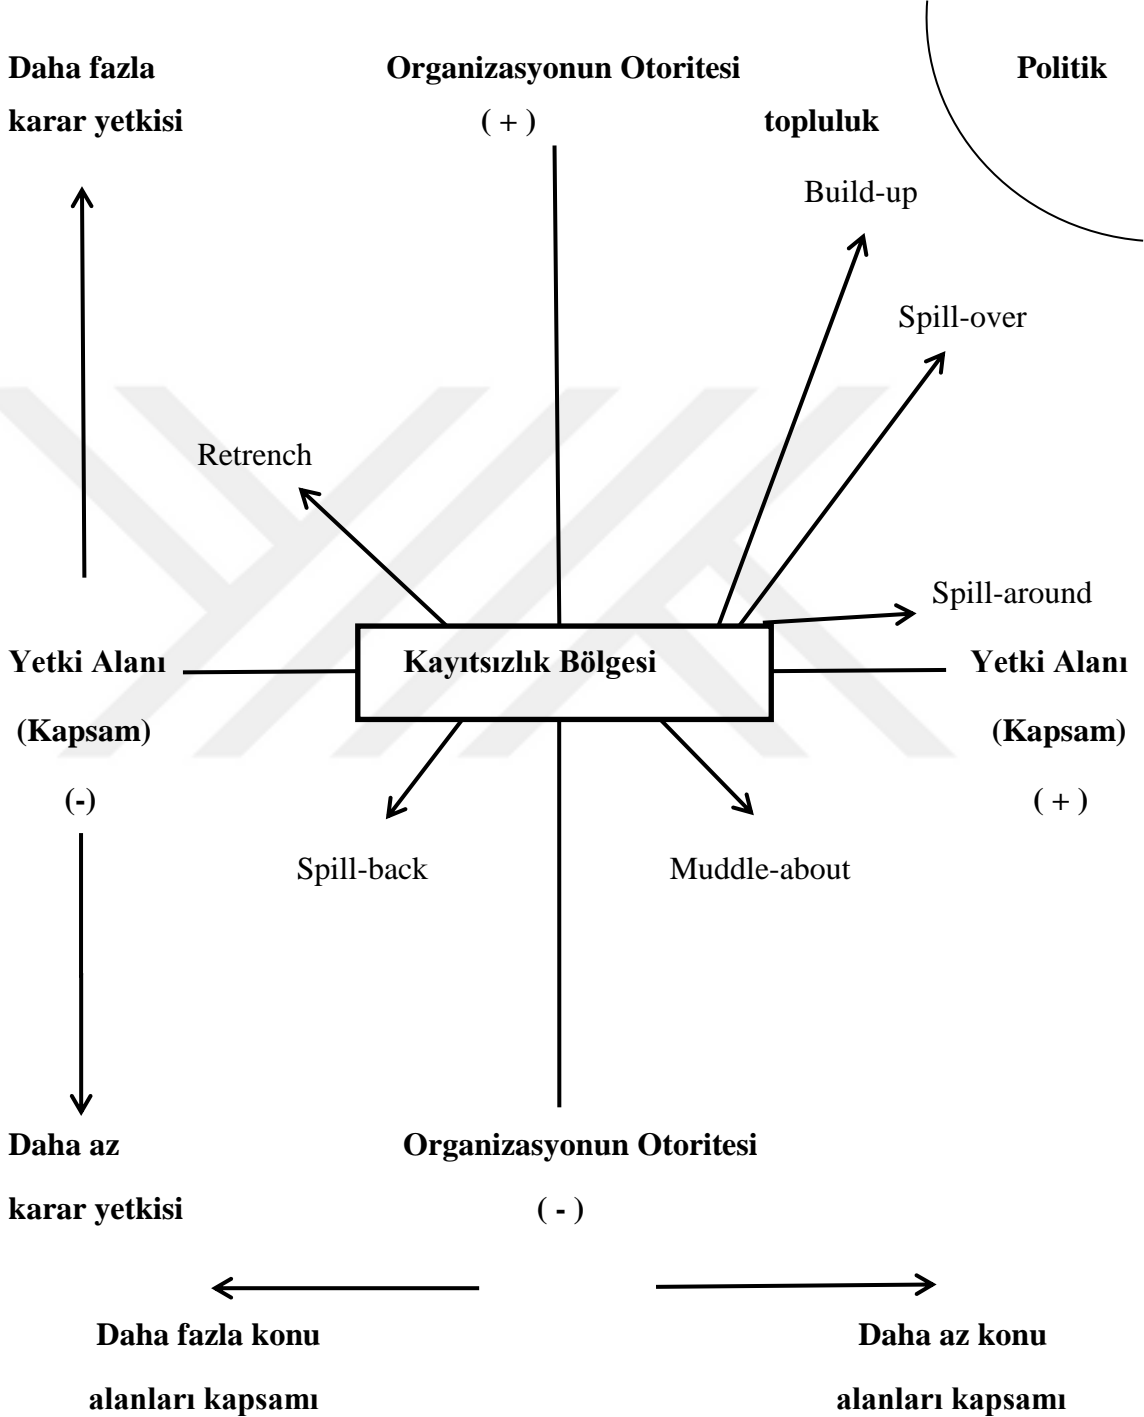 Daha fazla Organizasyonun Otoritesi Politik
karar yetkisi ( + ) topluluk
Build-up
Spill-over
Retrench
Spill-around
Yetki Alanı Kayıtsızlık Bölgesi Yetki Alanı
(Kapsam) (Kapsam)
(-) ( + )
Spill-back Muddle-about
Daha az Organizasyonun Otoritesi
karar yetkisi ( - )
Daha fazla konu Daha az konu
alanları kapsamı alanları kapsamı